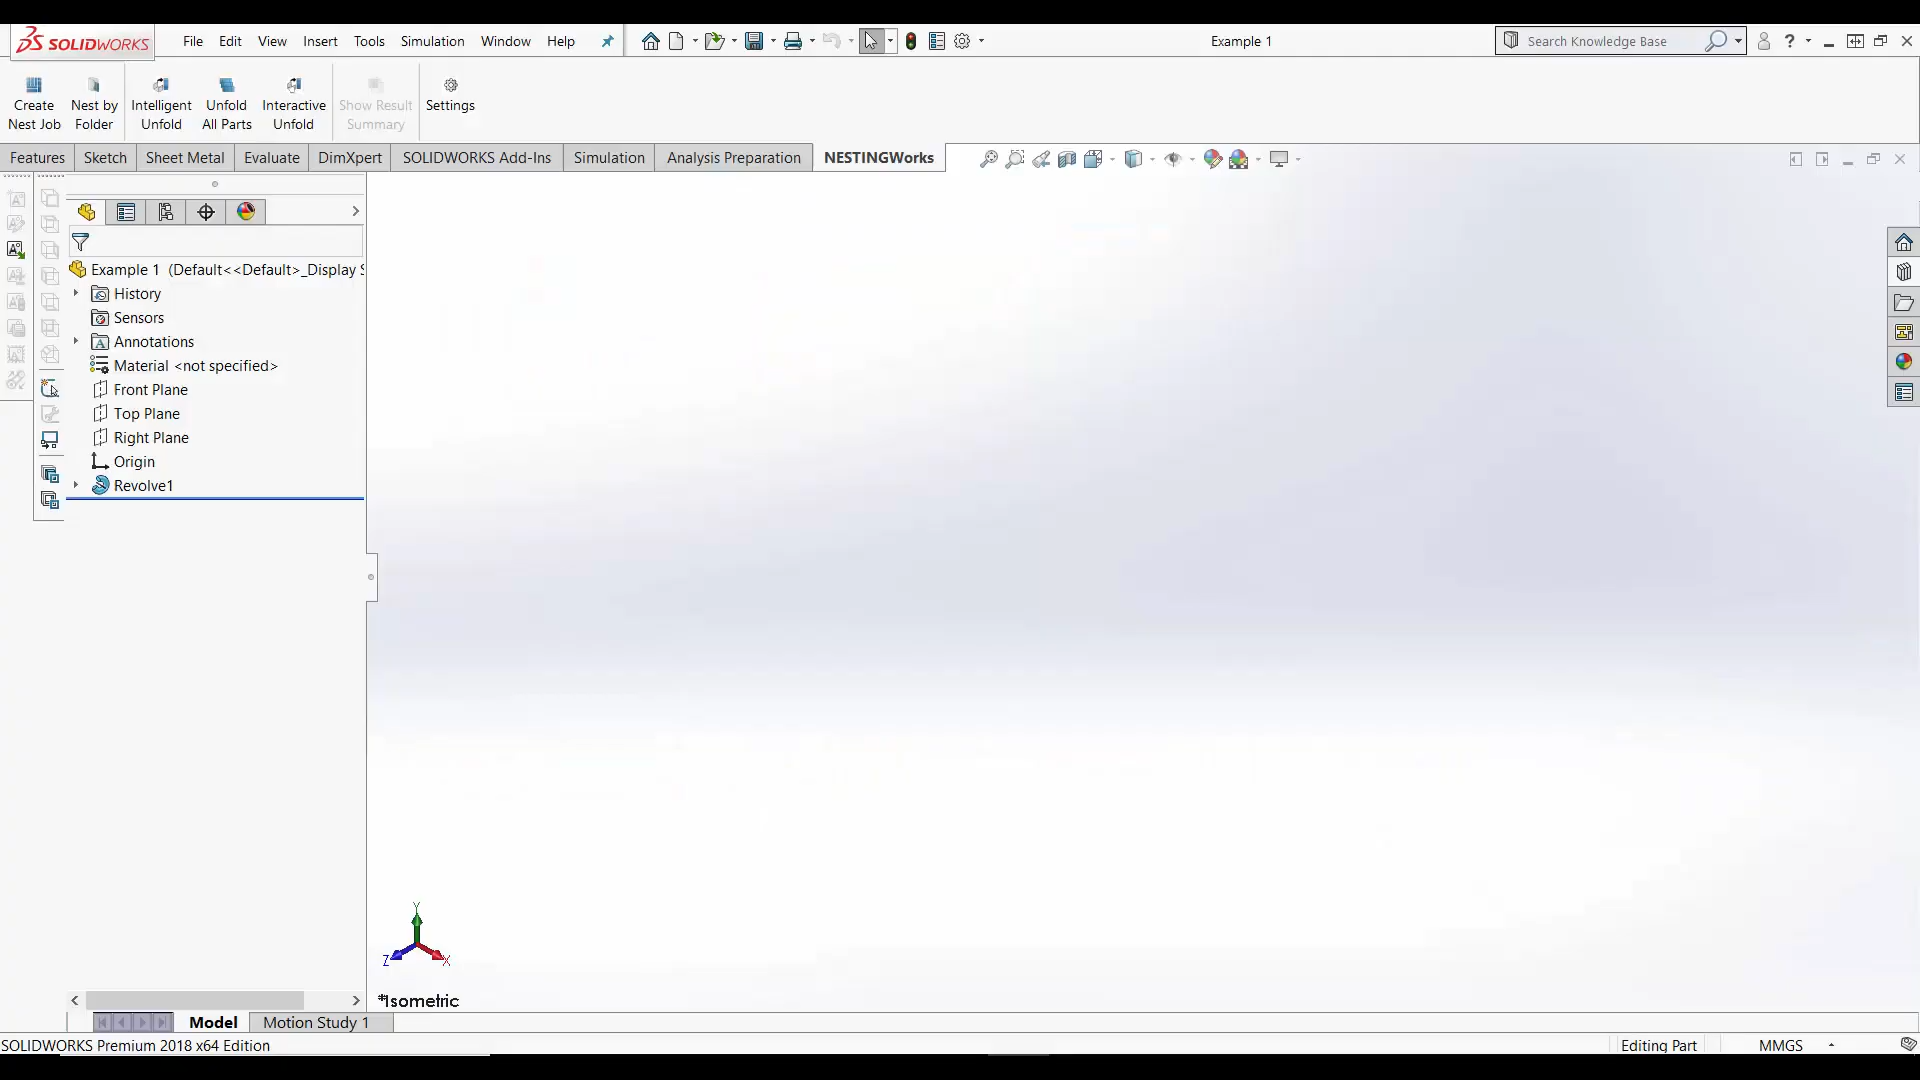 SOLIDWORKS File Edit View Insert Tools Simulation Window Help Example 1 Search Knowledge Base ?
Create Nest Job
Nest by Folder
Intelligent Unfold
Unfold All Parts
Interactive Unfold
Show Result Summary
Settings
Features Sketch Sheet Metal Evaluate DimXpert SOLIDWORKS Add-Ins Simulation Analysis Preparation NESTINGWorks
Example 1 (Default<<Default>_Display S
History
Sensors
Annotations
Material <not specified>
Front Plane
Top Plane
Right Plane
Origin
Revolve1
Y
Z X
*Isometric
Model Motion Study 1
SOLIDWORKS Premium 2018 x64 Edition Editing Part MMGS